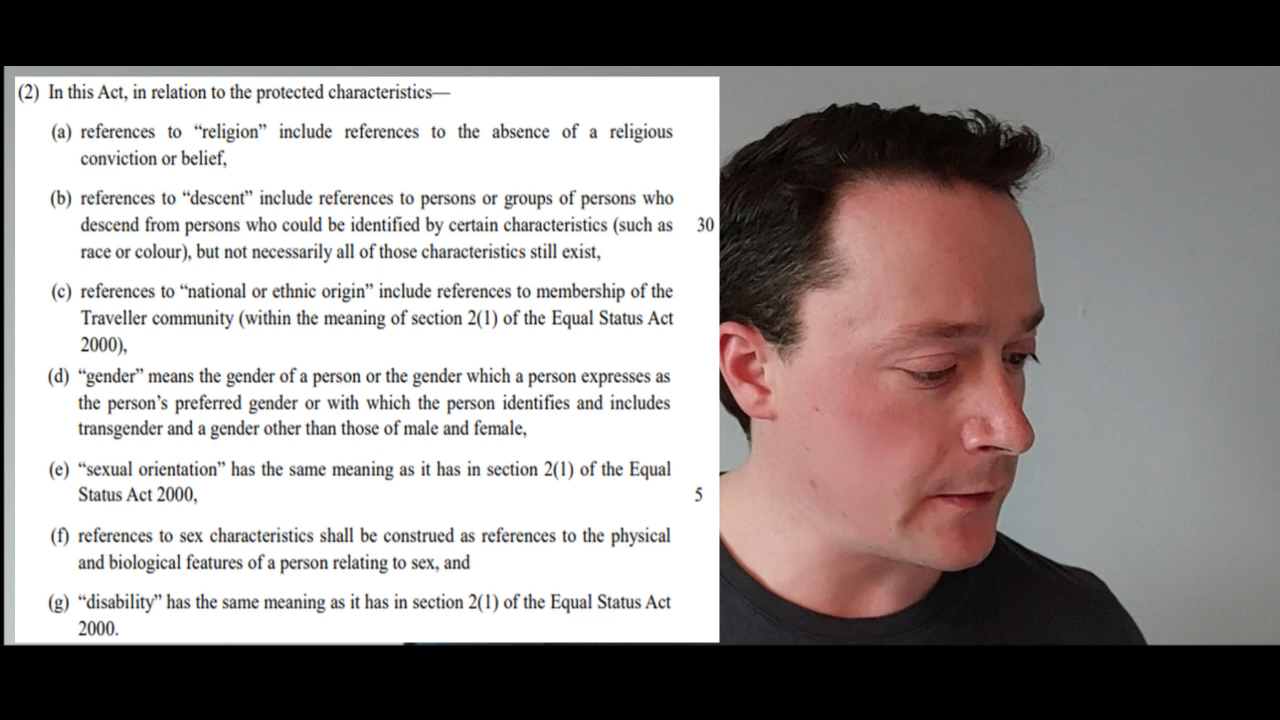 (2) In this Act, in relation to the protected characteristics—
(a) references to “religion” include references to the absence of a religious
conviction or belief,
(b) references to “descent” include references to persons or groups of persons who
descend from persons who could be identified by certain characteristics (such as 30
race or colour), but not necessarily all of those characteristics still exist,
(c) references to “national or ethnic origin” include references to membership of the
Traveller community (within the meaning of section 2(1) of the Equal Status Act
2000),
(d) “gender” means the gender of a person or the gender which a person expresses as
the person’s preferred gender or with which the person identifies and includes
transgender and a gender other than those of male and female,
(e) “sexual orientation” has the same meaning as it has in section 2(1) of the Equal
Status Act 2000, 5
(f) references to sex characteristics shall be construed as references to the physical
and biological features of a person relating to sex, and
(g) “disability” has the same meaning as it has in section 2(1) of the Equal Status Act
2000.